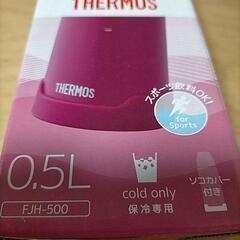 THERMOS
THERMOS
スポーツ飲料OK!
for
Sports
0.5L
FJH-500
cold only
保冷専用
ソコカバー
付き